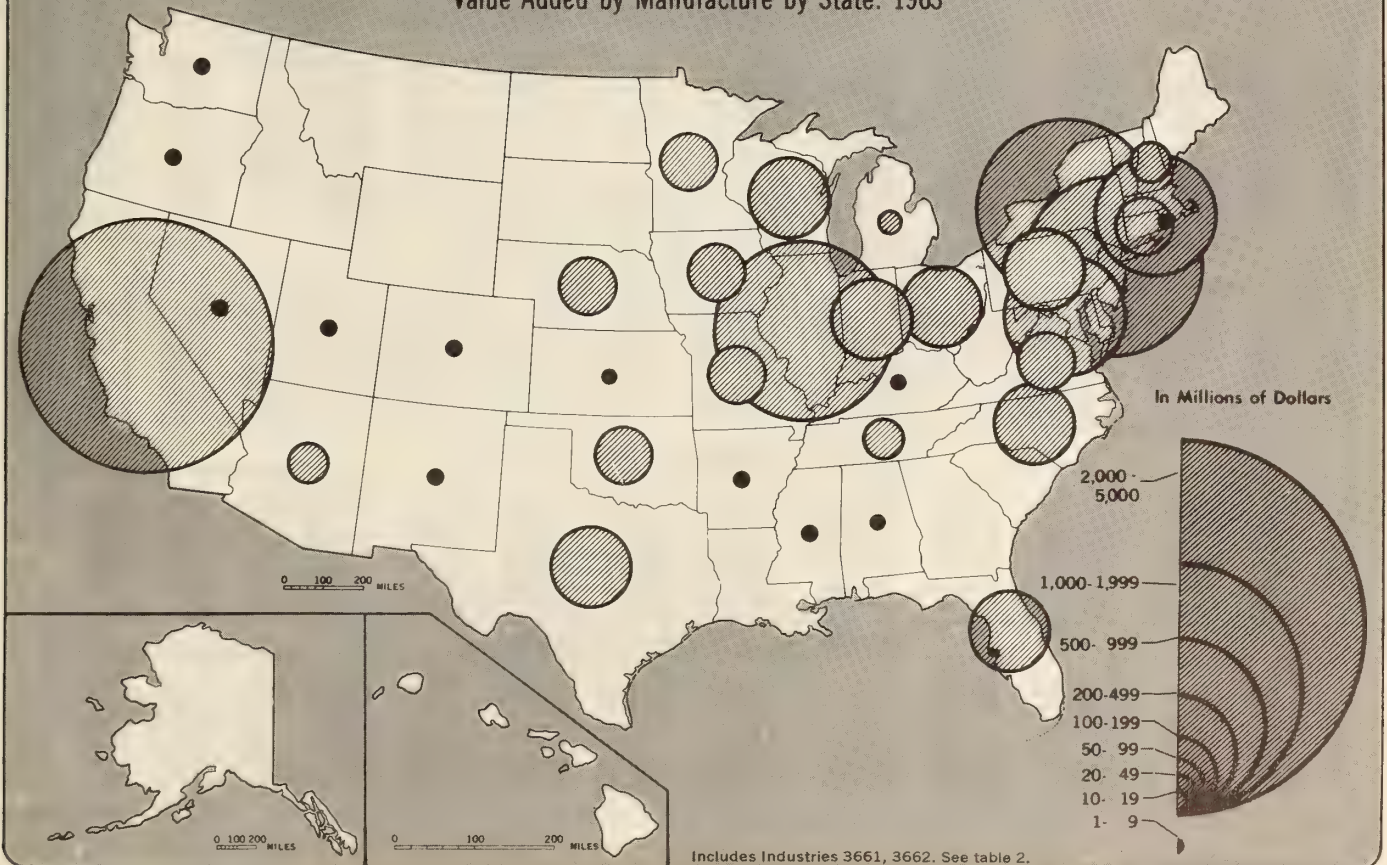 Value Added by Manufacture by State: 1963
In Millions of Dollars
2,000 -
5,000
1,000-1,999
500- 999
200-499
100-199
50- 99
20- 49
10- 19
1- 9
0 100 200 MILES
0 100 200 MILES
0 100 200 MILES
Includes Industries 3661, 3662. See table 2.